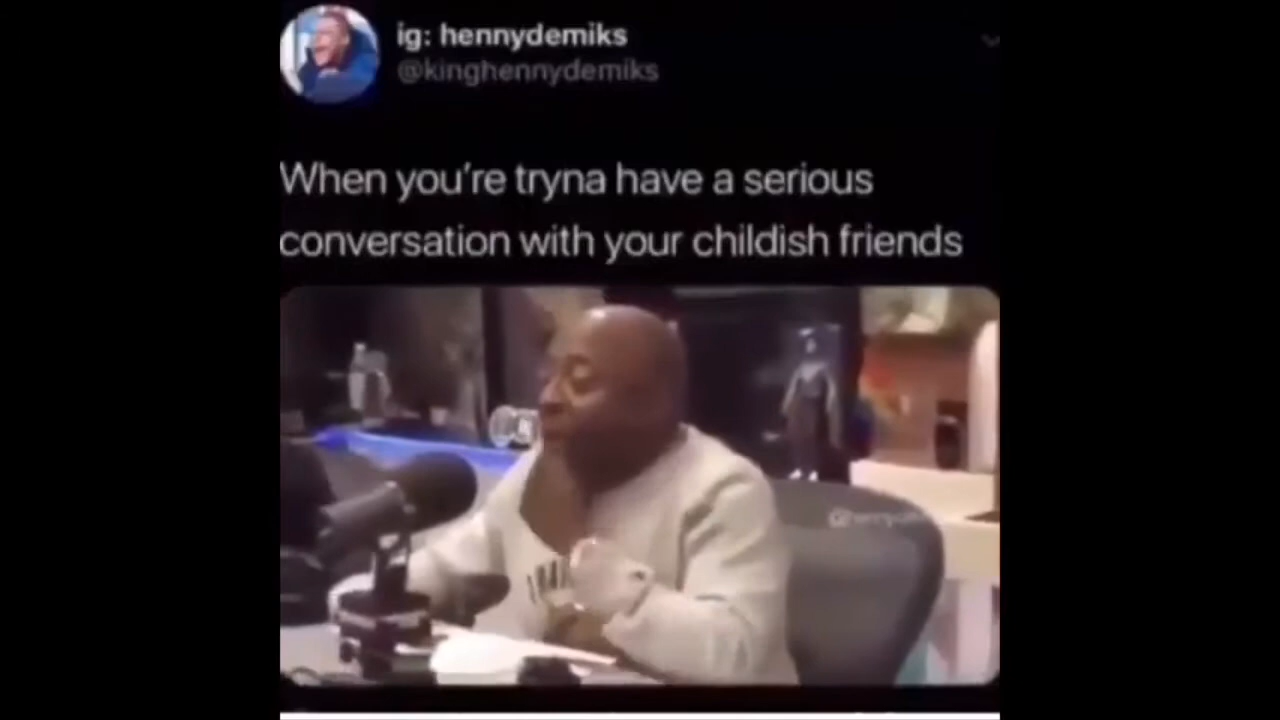 ig: hennydemiks
@kinghennydemiks
When you're tryna have a serious
conversation with your childish friends